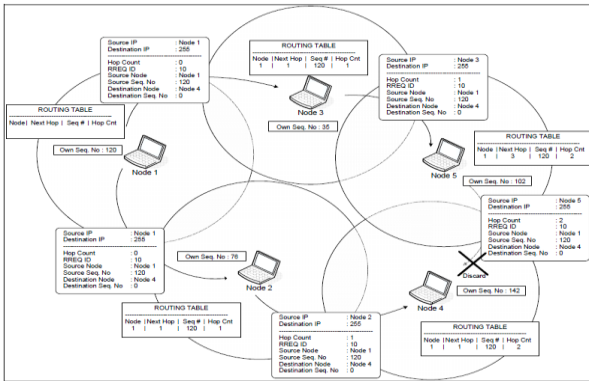 Source IP : Node 1
Destination IP : 255
Hop Count : 0
RREQ ID : 10
Source Node : Node 1
Source Seq. No : 120
Destination Node : Node 4
Destination Seq. No : 0
ROUTING TABLE
Node |Next Hop | Seq # | Hop Cnt
1 | 1 | 120 | 1
Node 3
Own Seq. No : 35
Source IP : Node 3
Destination IP : 255
Hop Count : 1
RREQ ID : 10
Source Node : Node 1
Source Seq. No : 120
Destination Node : Node 4
Destination Seq. No : 0
ROUTING TABLE
Node| Next Hop | Seq # | Hop Cnt
Own Seq. No : 120
Node 1
Node 5
Own Seq. No : 102
ROUTING TABLE
Node |Next Hop | Seq # | Hop Cnt
1 | 3 | 120 | 2
Source IP : Node 5
Destination IP : 255
Hop Count : 2
RREQ ID : 10
Source Node : Node 1
Source Seq. No : 120
Destination Node : Node 4
Destination Seq. No : 0
Source IP : Node 1
Destination IP : 255
Hop Count : 0
RREQ ID : 10
Source Node : Node 1
Source Seq. No : 120
Destination Node : Node 4
Destination Seq. No : 0
Own Seq. No : 76
Node 2
Discard
Own Seq. No : 142
Node 4
ROUTING TABLE
Node |Next Hop | Seq # | Hop Cnt
1 | 1 | 120 | 1
Source IP : Node 2
Destination IP : 255
Hop Count : 1
RREQ ID : 10
Source Node : Node 1
Source Seq. No : 120
Destination Node : Node 4
Destination Seq. No : 0
ROUTING TABLE
Node |Next Hop | Seq # | Hop Cnt
1 | 1 | 120 | 2